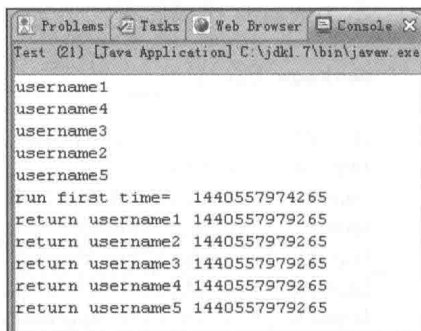 Problems Tasks Web Browser Console
Test (21) [Java Application] C:\jdk1.7\bin\javaw.exe
username1
username4
username3
username2
username5
run first time= 1440557974265
return username1 1440557979265
return username2 1440557979265
return username3 1440557979265
return username4 1440557979265
return username5 1440557979265